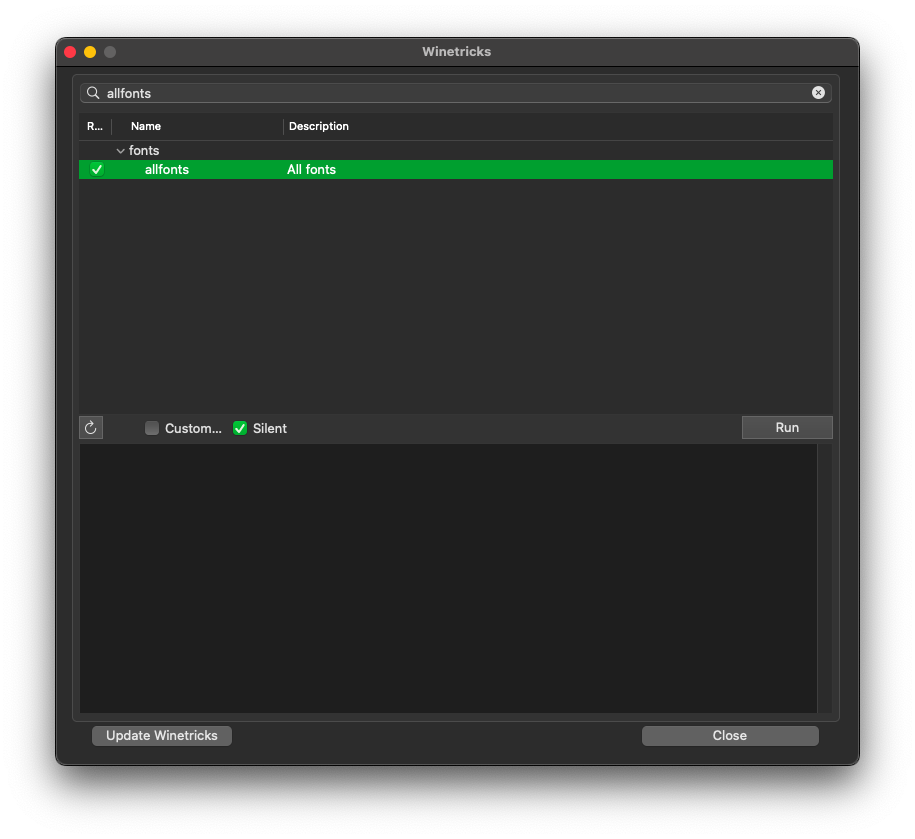 Winetricks
allfonts
R... Name Description
fonts
allfonts All fonts
Custom... Silent Run
Update Winetricks Close